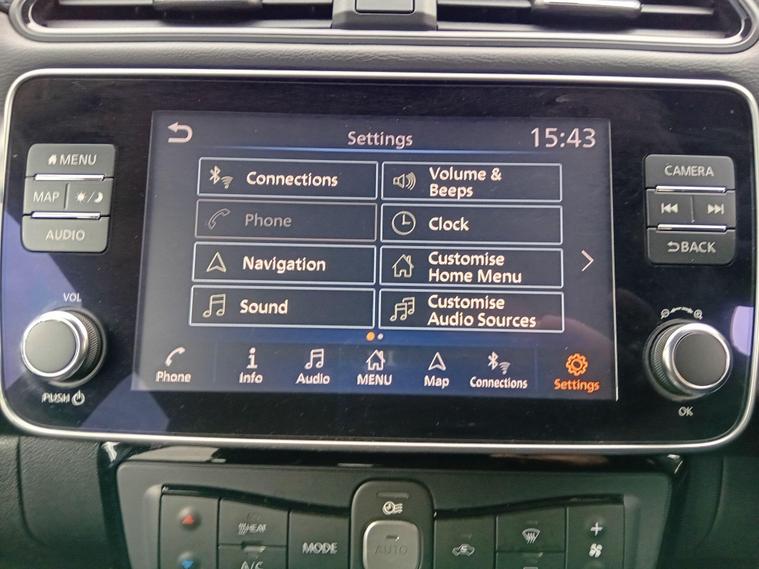 Settings
15:43
MENU
MAP
AUDIO
VOL
PUSH
Connections
Phone
Navigation
Sound
Volume &
Beeps
Clock
Customise
Home Menu
Customise
Audio Sources
Phone
Info
Audio
MENU
Map
Connections
Settings
CAMERA
BACK
OK
HEAT
A/C
MODE
AUTO
+